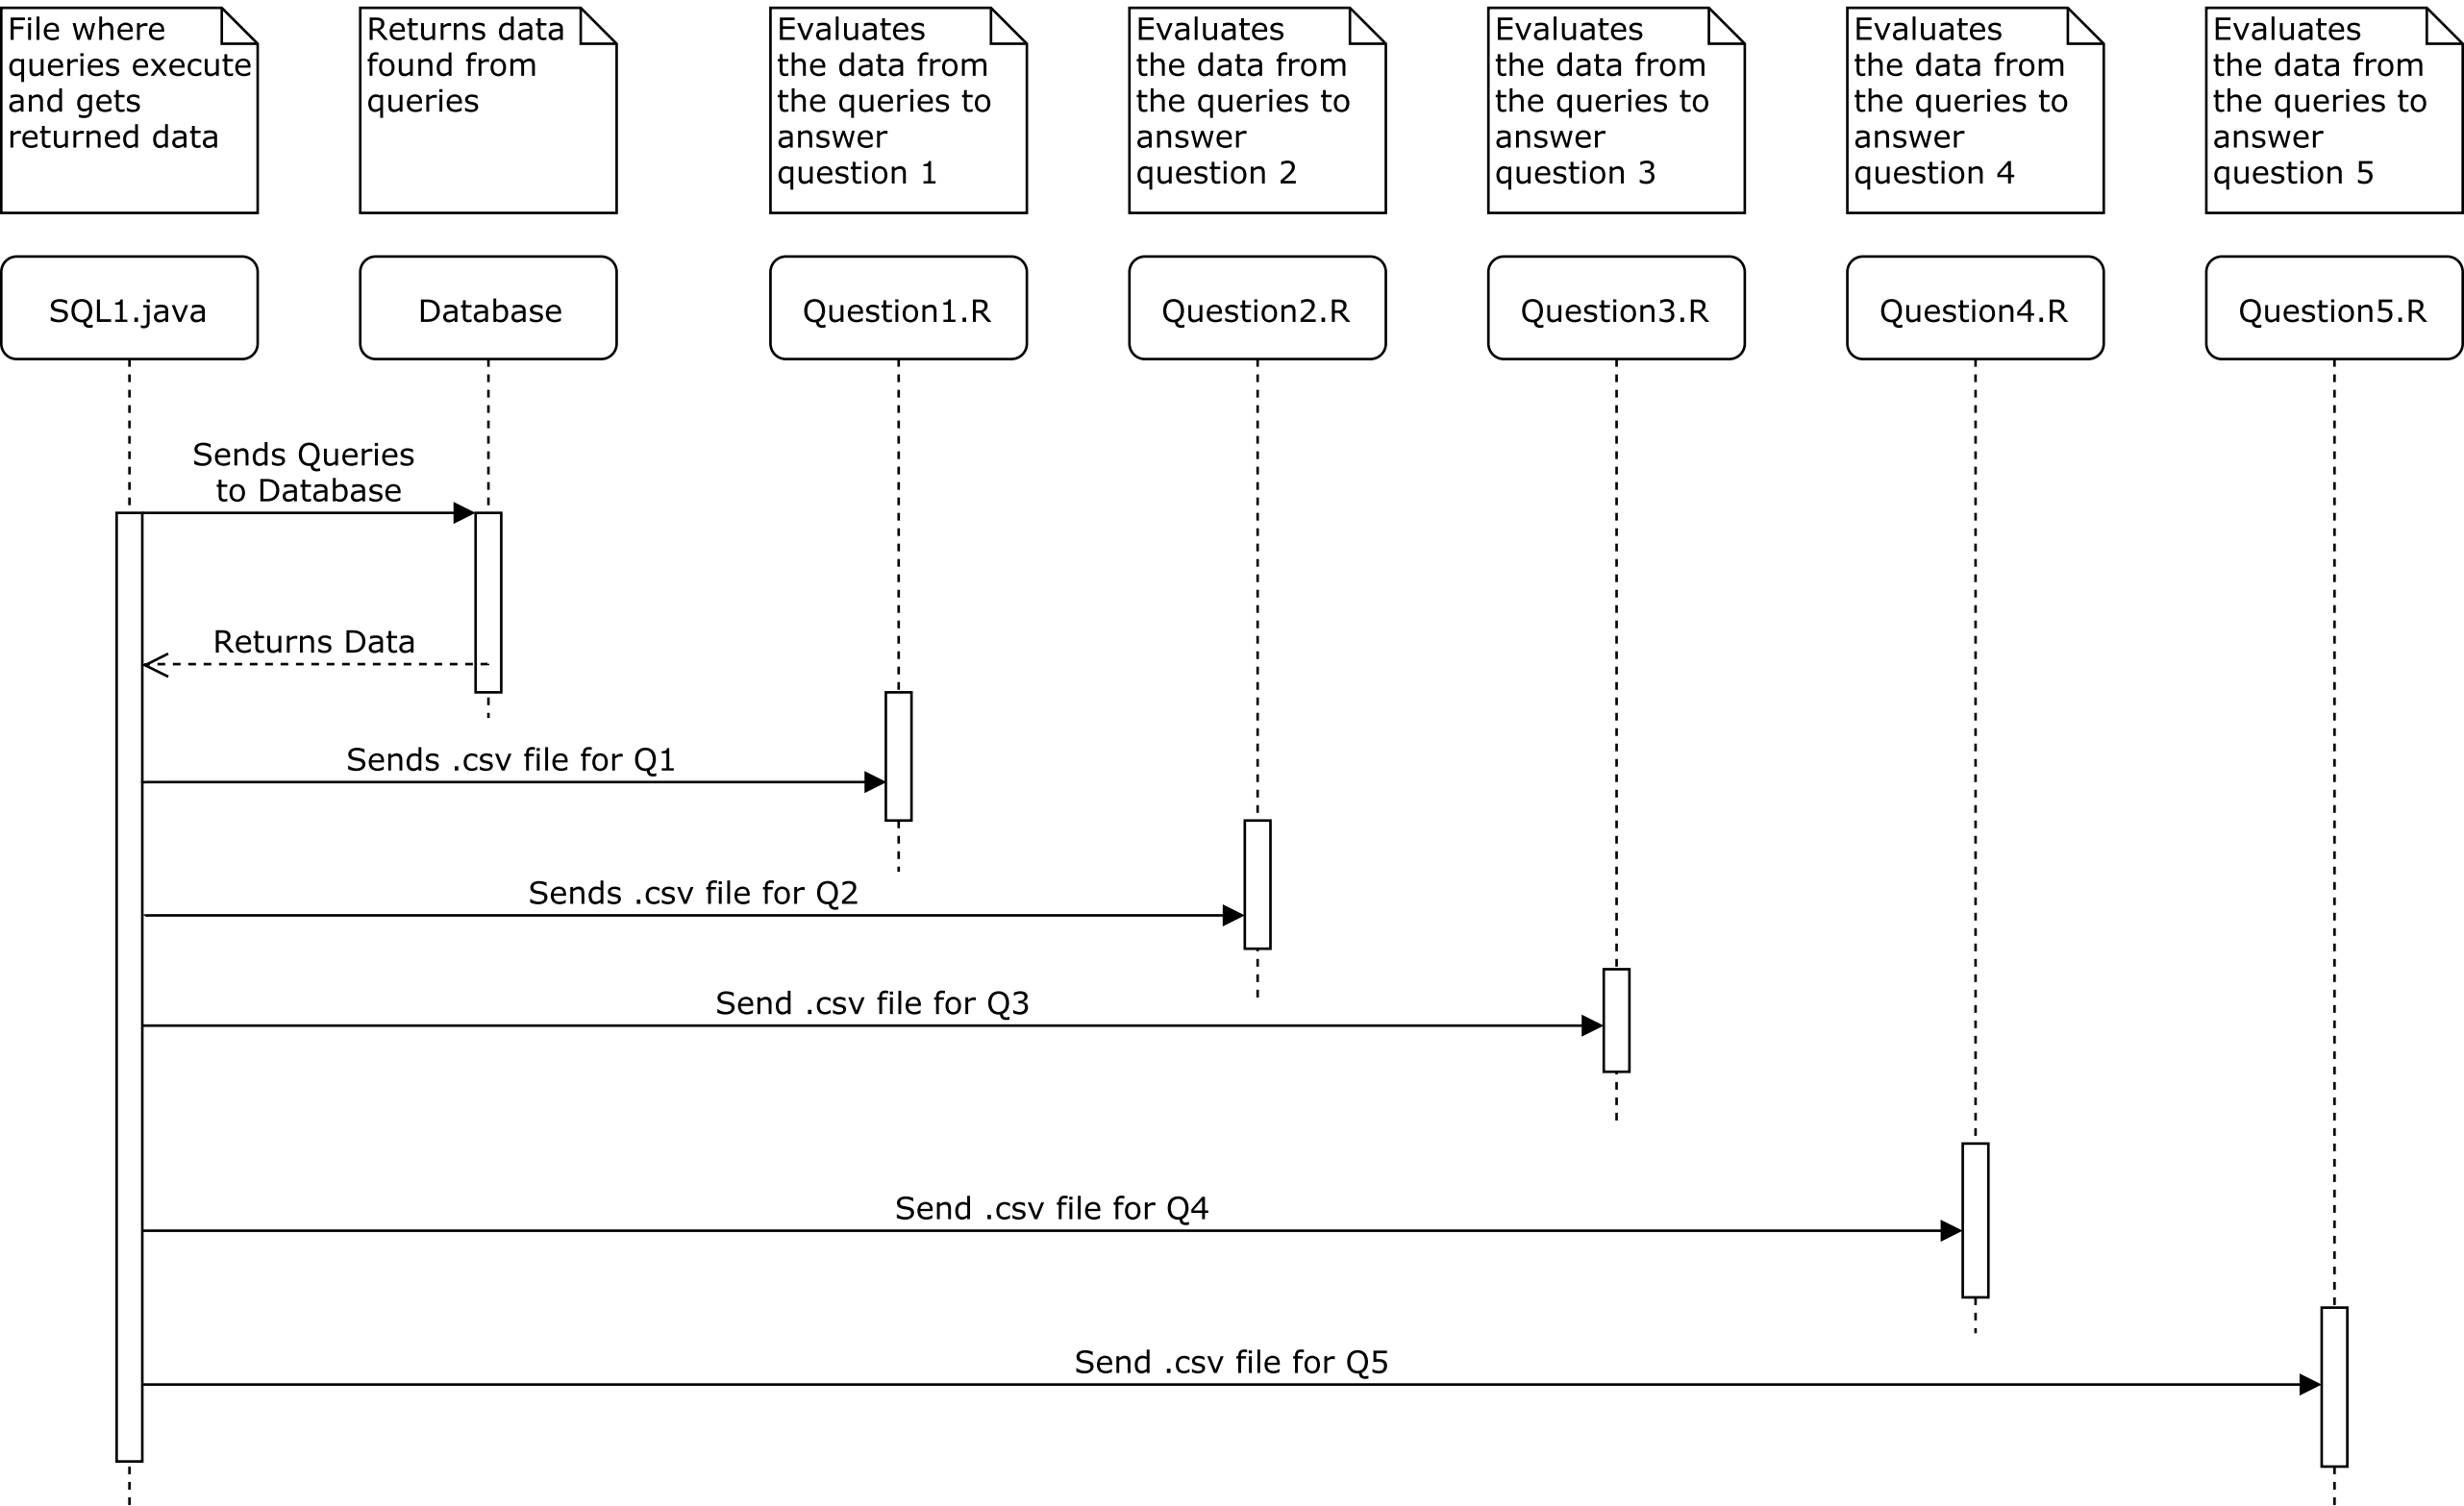 File where
queries execute
and gets
returned data
Returns data
found from
queries
Evaluates
the data from
the queries to
answer
question 1
Evaluates
the data from
the queries to
answer
question 2
Evaluates
the data from
the queries to
answer
question 3
Evaluates
the data from
the queries to
answer
question 4
Evaluates
the data from
the queries to
answer
question 5
SQL1.java
Database
Question1.R
Question2.R
Question3.R
Question4.R
Question5.R
Sends Queries
to Database
Returns Data
Sends .csv file for Q1
Sends .csv file for Q2
Send .csv file for Q3
Send .csv file for Q4
Send .csv file for Q5